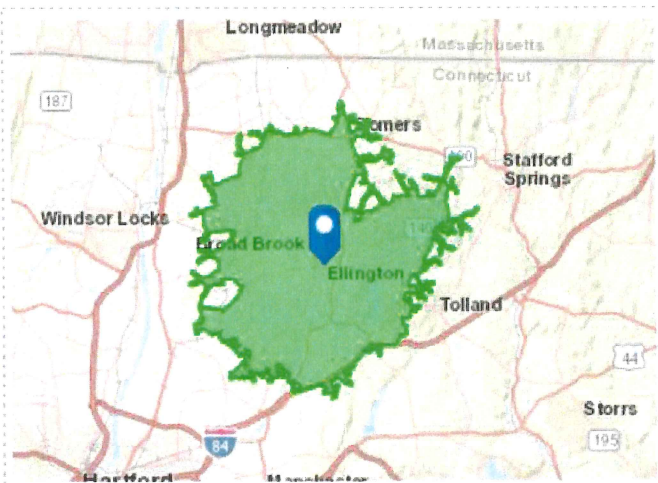 Longmeadow
Massachusetts
Connecticut
187
Somers
190
Stafford
Springs
Windsor Locks
Broad Brook
140
Ellington
Tolland
44
Storrs
84
195
Hartford
Manchester